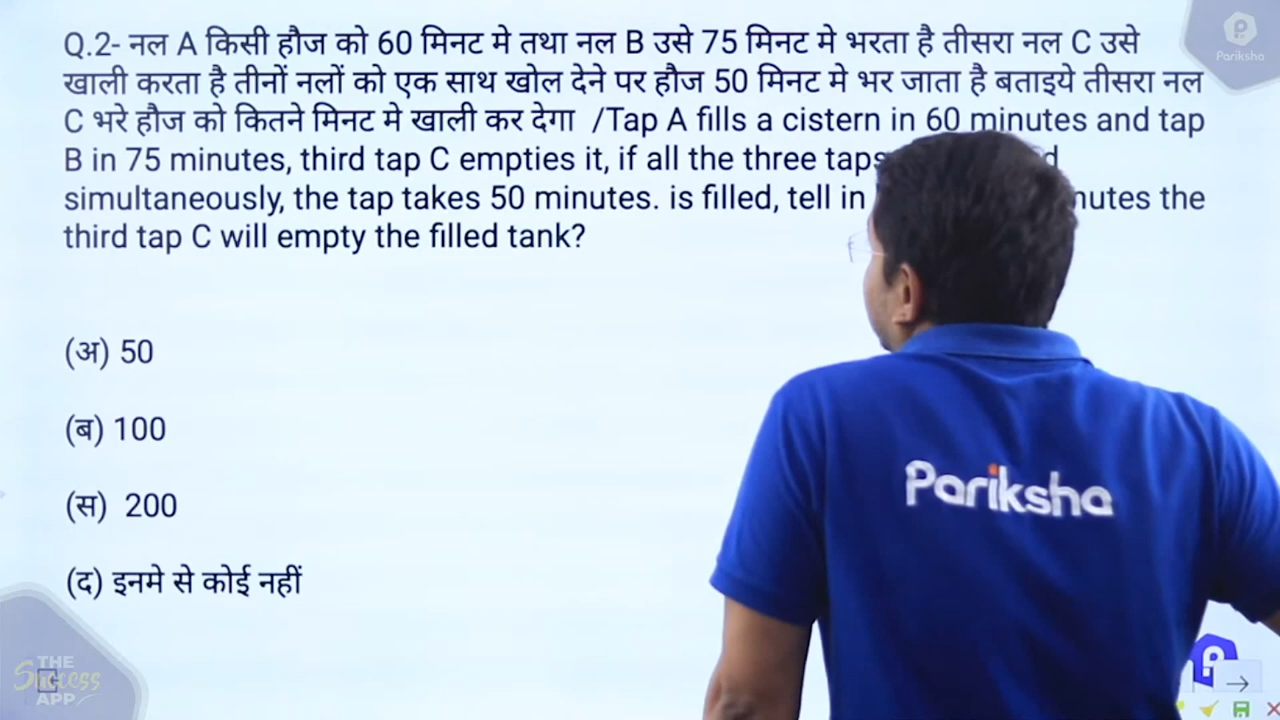 Pariksha
Q.2- नल A किसी हौज को 60 मिनट मे तथा नल B उसे 75 मिनट मे भरता है तीसरा नल C उसे
खाली करता है तीनों नलों को एक साथ खोल देने पर हौज 50 मिनट मे भर जाता है बताइये तीसरा नल
C भरे हौज को कितने मिनट मे खाली कर देगा /Tap A fills a cistern in 60 minutes and tap
B in 75 minutes, third tap C empties it, if all the three taps
simultaneously, the tap takes 50 minutes. is filled, tell in the
third tap C will empty the filled tank?
(अ) 50
(ब) 100
(स) 200
(द) इनमे से कोई नहीं
Pariksha
THE
Success
APP